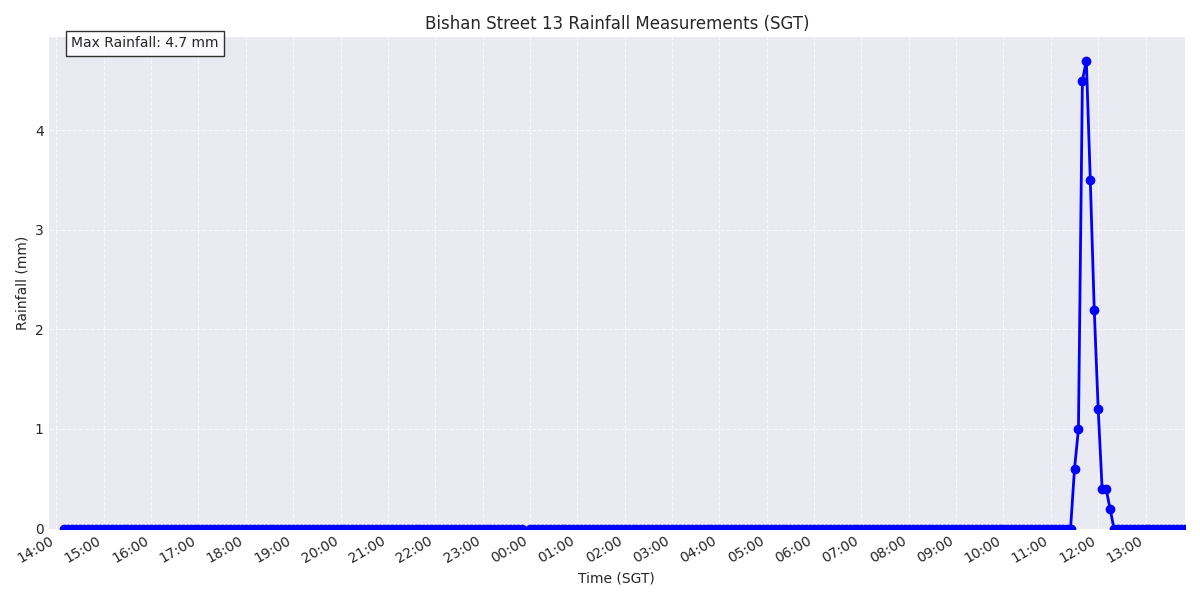 Bishan Street 13 Rainfall Measurements (SGT)
Max Rainfall: 4.7 mm
Rainfall (mm)
4
3
2
1
0
14:00 15:00 16:00 17:00 18:00 19:00 20:00 21:00 22:00 23:00 00:00 01:00 02:00 03:00 04:00 05:00 06:00 07:00 08:00 09:00 10:00 11:00 12:00 13:00
Time (SGT)